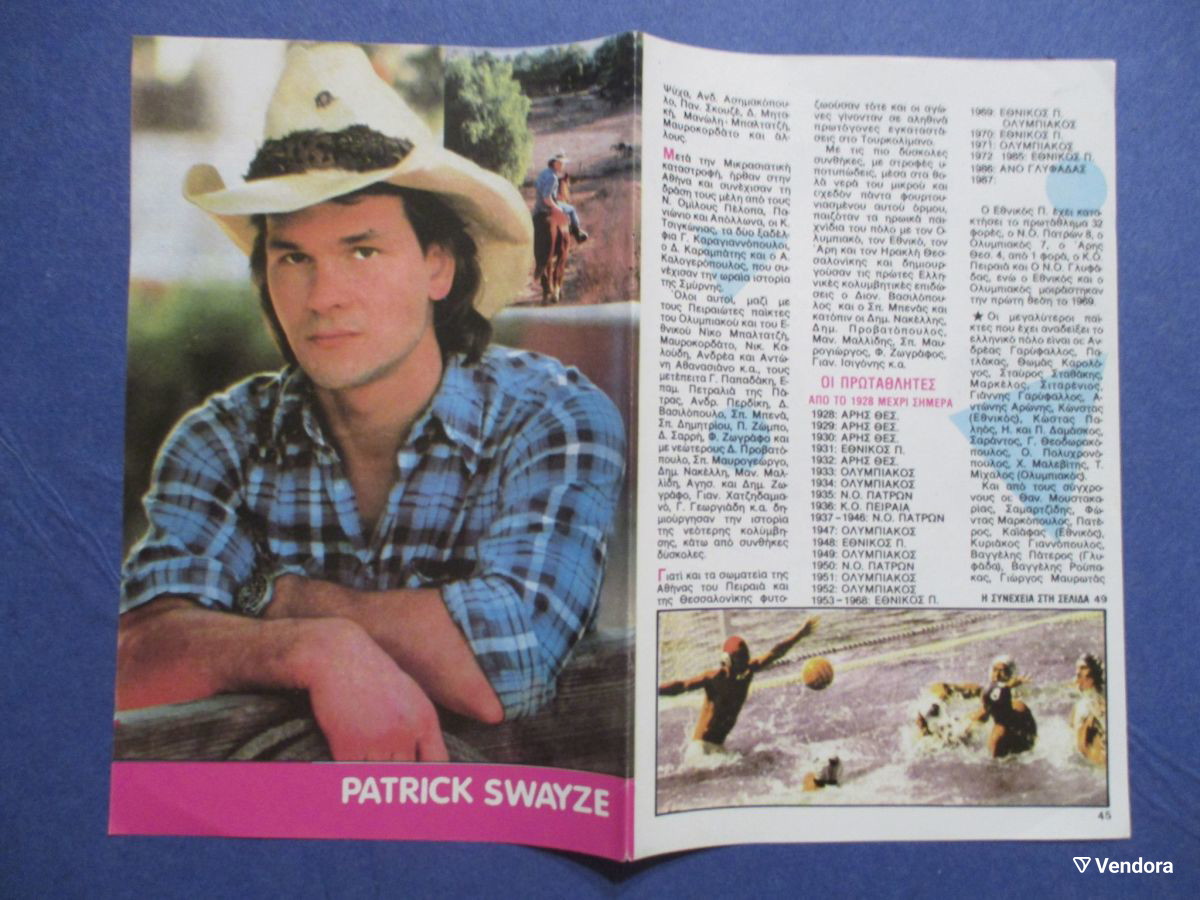 PATRICK SWAYZE
Ψύχα, Ανδ. Ασημακόπου-
λο, Παν. Σκουζέ, Δ. Μητα-
κή, Μανώλη - Μπαλτατζή,
Μαυροκορδάτο και άλ-
λους.
Μετά την Μικρασιατική
καταστροφή, ήρθαν στην
Αθήνα και συνέχισαν τη
δράση τους μέλη από τους
Ν. Ομίλους Πέλοπα, Πα-
νιώνιο και Απόλλωνα, οι Κ.
Τσιγκώνιας, τα δύο ξαδέλ-
φια Γ. Καραγιαννόπουλοι,
ο Δ. Καραμπάτης και ο Α.
Καλογερόπουλος, που συ-
νέχισαν την ωραία ιστορία
της Σμύρνης.
Όλοι αυτοί, μαζί με
τους Πειραιώτες παίκτες
του Ολυμπιακού και του Ε-
θνικού Νίκο Μπαλτατζή,
Μαυροκορδάτο, Νικ. Κα-
λούδη, Ανδρέα και Αντώ-
νη Αθανασιάνο κ.α., τους
μετέπειτα Γ. Παπαδάκη, Ε-
παμ. Πετραλιά της Πά-
τρας, Ανδρ. Περδίκη, Δ.
Βασιλόπουλο, Σπ. Μπενά,
Σπ. Δημητρίου, Π. Ζώμπο,
Δ. Σαρρή, Φ. Ζωγράφο και
με νεώτερους Δ. Προβατό-
πουλο, Σπ. Μαυρογεώργο,
Δημ. Νακέλλη, Μαν. Μαλ-
λίδη, Αγησ. και Δημ. Ζω-
γράφο, Γιαν. Χατζηδαμια-
νό, Γ. Γεωργιάδη κ.α. δη-
μιούργησαν την ιστορία
της νεότερης κολύμβη-
σης, κάτω από συνθήκες
δύσκολες.
Γιατί και τα σωματεία της
Αθήνας του Πειραιά και
της Θεσσαλονίκης φυτο-
ζωούσαν τότε και οι αγώ-
νες γίνονταν σε αληθινά
πρωτόγονες εγκαταστά-
σεις στο Τουρκολίμανο.
Με τις πιο δύσκολες
συνθήκες, με στροφές υ-
ποτυπώδεις, μέσα στα θο-
λά νερά του μικρού και
σχεδόν πάντα φουρτου-
νιασμένου αυτού όρμου,
παιζόταν τα ηρωικά παι-
χνίδια του πόλο με τον Ο-
λυμπιακό, τον Εθνικό, τον
Άρη και τον Ηρακλή Θεσ-
σαλονίκης και δημιουρ-
γούσαν τις πρώτες Ελλη-
νικές κολυμβητικές επιδώ-
σεις ο Διον. Βασιλόπου-
λος, και ο Σπ. Μπενάς και
κατόπιν οι Δημ. Νακέλλης,
Δημ. Προβατόπουλος,
Μαν. Μαλλίδης, Σπ. Μαυ-
ρογιώργος, Φ. Ζωγράφος,
Γιαν. Ισιγόνης κ.α.
ΟΙ ΠΡΩΤΑΘΛΗΤΕΣ
ΑΠΟ ΤΟ 1928 ΜΕΧΡΙ ΣΗΜΕΡΑ
1928: ΑΡΗΣ ΘΕΣ.
1929: ΑΡΗΣ ΘΕΣ.
1930: ΑΡΗΣ ΘΕΣ.
1931: ΕΘΝΙΚΟΣ Π.
1932: ΑΡΗΣ ΘΕΣ.
1933: ΟΛΥΜΠΙΑΚΟΣ
1934: ΟΛΥΜΠΙΑΚΟΣ
1935: Ν.Ο. ΠΑΤΡΩΝ
1936: Κ.Ο. ΠΕΙΡΑΙΑ
1937-1946: Ν.Ο. ΠΑΤΡΩΝ
1947: ΟΛΥΜΠΙΑΚΟΣ
1948: ΕΘΝΙΚΟΣ Π.
1949: ΟΛΥΜΠΙΑΚΟΣ
1950: Ν.Ο. ΠΑΤΡΩΝ
1951: ΟΛΥΜΠΙΑΚΟΣ
1952: ΟΛΥΜΠΙΑΚΟΣ
1953-1968: ΕΘΝΙΚΟΣ Π.
1969: ΕΘΝΙΚΟΣ Π.
ΟΛΥΜΠΙΑΚΟΣ
1970: ΕΘΝΙΚΟΣ Π.
1971: ΟΛΥΜΠΙΑΚΟΣ
1972 1985: ΕΘΝΙΚΟΣ Π.
1986: ΑΝΟ ΓΛΥΦΑΔΑΣ
1987:
Ο Εθνικός Π. έχει κατα-
κτήσει το πρωτάθλημα 32
φορές, ο Ν.Ο. Πατρών 8, ο
Ολυμπιακός 7, ο Άρης
Θεσ. 4, από 1 φορά, ο Κ.Ο.
Πειραιά και Ο Ν.Ο. Γλυφά-
δας, ενώ ο Εθνικός και ο
Ολυμπιακός μοιράστηκαν
την πρώτη θέση το 1969.
★ Οι μεγαλύτεροι παί-
κτες που έχει αναδείξει το
ελληνικό πόλο είναι οι: Αν-
δρέας Γαρύφαλλος, Πα-
τλάκας, Θωμάς Καρολό-
γος, Σταύρος Σταθάκης,
Μαρκέλος, Σιταρένιος,
Γιάννης Γαρύφαλλος, Α-
ντώνης Αρώνης, Κώνστας
(Εθνικός), Κώστας Πα-
ληός, Η. και Π. Δαμάσκος,
Σαράντος, Γ. Θεοδωρακό-
πουλος, Ο. Πολυχρονό-
πουλος, Χ. Μαλεβίτης, Τ.
Μίχαλος (Ολυμπιακός).
Και από τους σύγχρο-
νους οι Θαν. Μουστακα-
ρίας, Σαμαρτζίδης, Φώ-
ντας Μαρκόπουλος, Πατέ-
ρος, Καϊάφας (Εθνικός),
Κυριάκος Γιαννόπουλος,
Βαγγέλης Πάτερος (Γλυ-
φάδα), Βαγγέλης Ρούπα-
κας, Γιώργος Μαυρωτάς
Η ΣΥΝΕΧΕΙΑ ΣΤΗ ΣΕΛΙΔΑ 49
45
Vendora